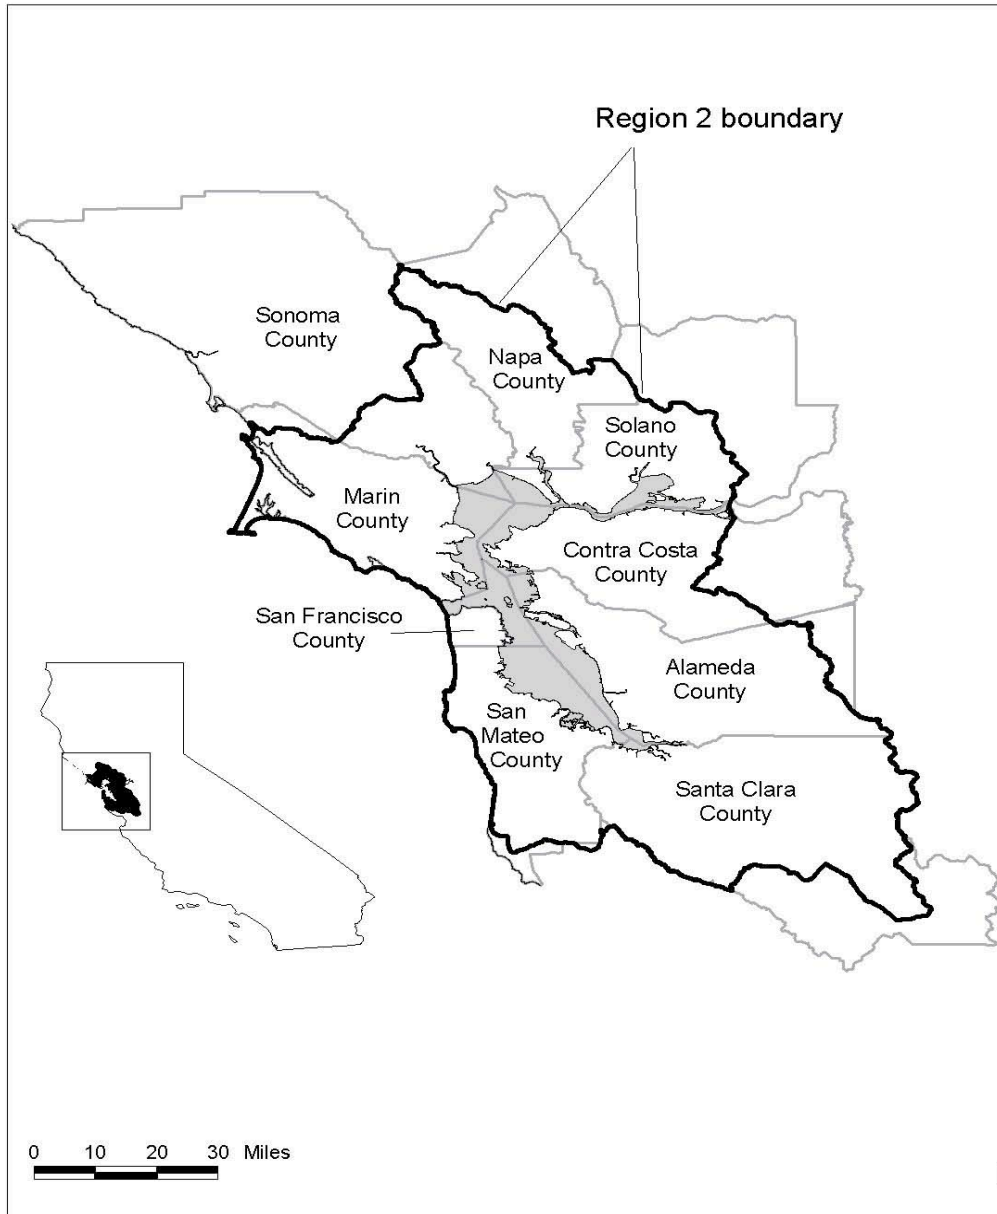 Region 2 boundary
Sonoma
County
Napa
County
Solano
County
Marin
County
Contra Costa
County
San Francisco
County
Alameda
County
San
Mateo
County
Santa Clara
County
0 10 20 30 Miles